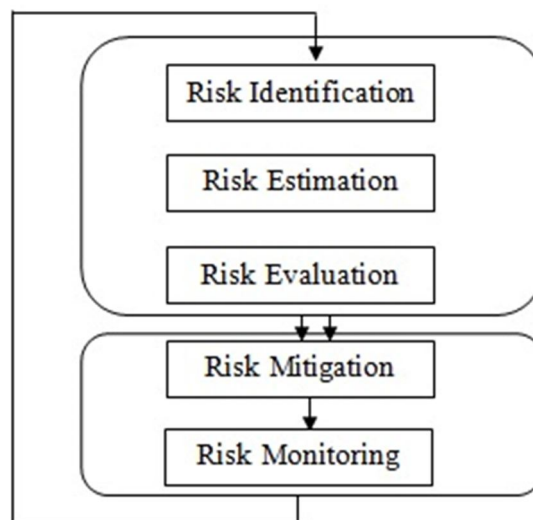 Risk Identification
Risk Estimation
Risk Evaluation
Risk Mitigation
Risk Monitoring